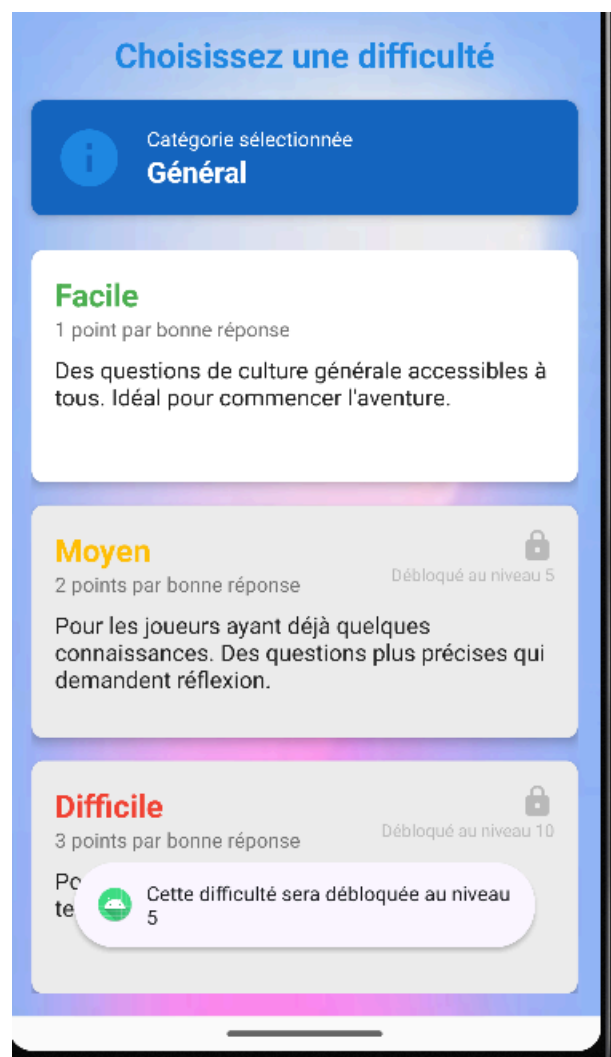 Choisissez une difficulté
Catégorie sélectionnée
Général
Facile
1 point par bonne réponse
Des questions de culture générale accessibles à
tous. Idéal pour commencer l'aventure.
Moyen
2 points par bonne réponse
Débloqué au niveau 5
Pour les joueurs ayant déjà quelques
connaissances. Des questions plus précises qui
demandent réflexion.
Difficile
3 points par bonne réponse
Débloqué au niveau 10
Cette difficulté sera débloquée au niveau
5